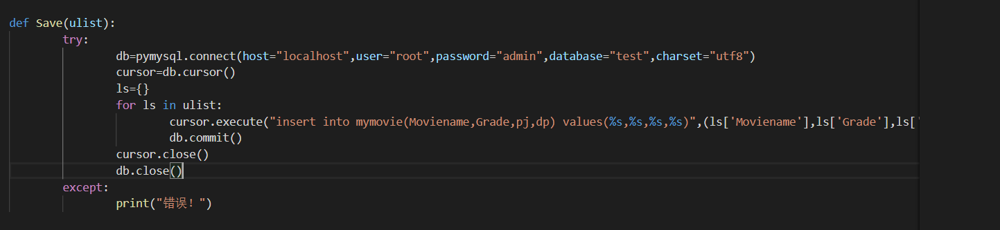 def Save(ulist):
try:
db=pymysql.connect(host="localhost",user="root",password="admin",database="test",charset="utf8")
cursor=db.cursor()
ls={}
for ls in ulist:
cursor.execute("insert into mymovie(Moviename,Grade,pj,dp) values(%s,%s,%s,%s)",(ls['Moviename'],ls['Grade'],ls['
db.commit()
cursor.close()
db.close()
except:
print("错误！")